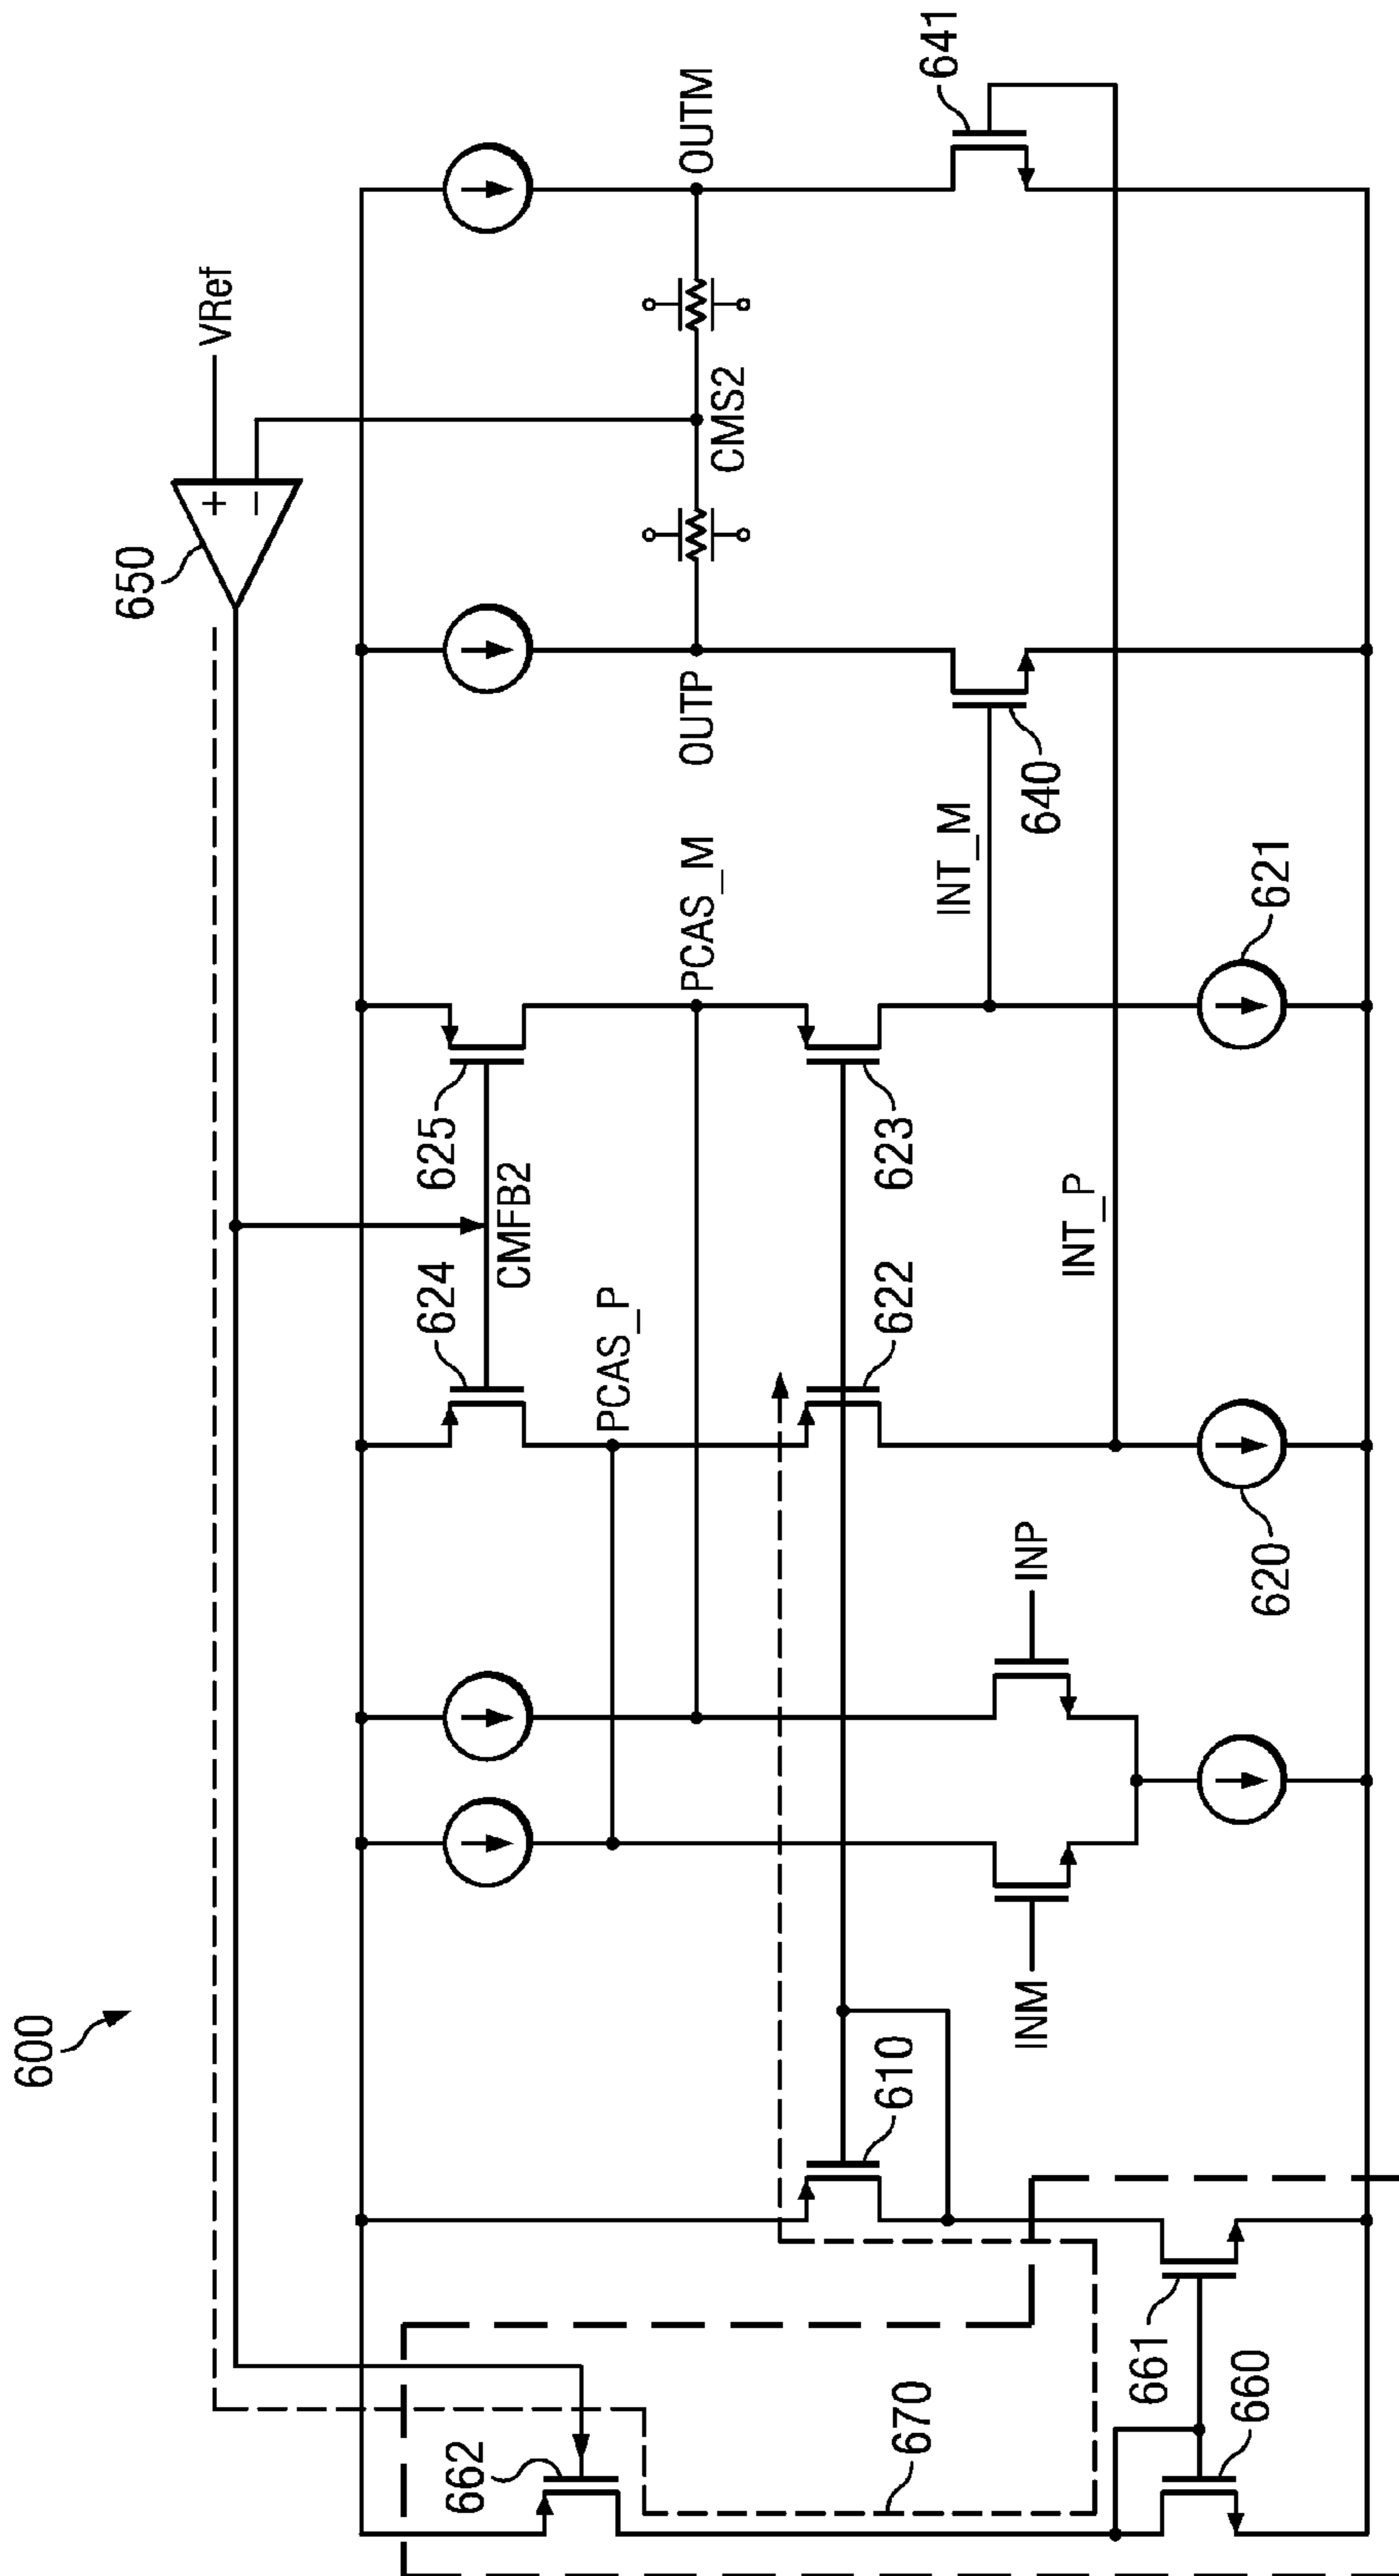 600
650
VRef
+
−
OUTM
641
CMS2
OUTP
640
PCAS_M
INT_M
625
CMFB2
624
623
621
PCAS_P
622
INT_P
620
INP
INM
610
661
660
662
670